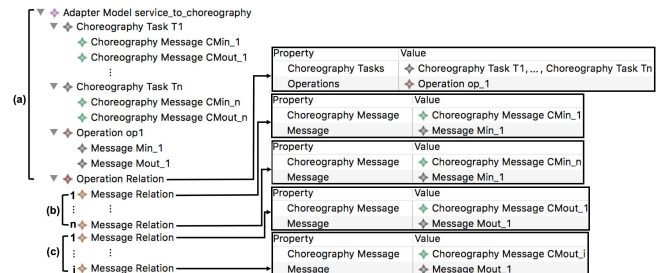 Adapter Model service_to_choreography
Choreography Task T1
Choreography Message CMin_1
Choreography Message CMout_1
⋮
Choreography Task Tn
Choreography Message CMin_n
Choreography Message CMout_n
(a)
Operation op1
Message Min_1
Message Mout_1
Operation Relation
(b)
1 Message Relation
⋮ ⋮
n Message Relation
(c)
1 Message Relation
⋮ ⋮
i Message Relation
Property Value
Choreography Tasks Choreography Task T1, ... , Choreography Task Tn
Operations Operation op_1
Property Value
Choreography Message Choreography Message CMin_1
Message Message Min_1
Property Value
Choreography Message Choreography Message CMin_n
Message Message Min_1
Property Value
Choreography Message Choreography Message CMout_1
Message Message Mout_1
Property Value
Choreography Message Choreography Message CMout_i
Message Message Mout_1